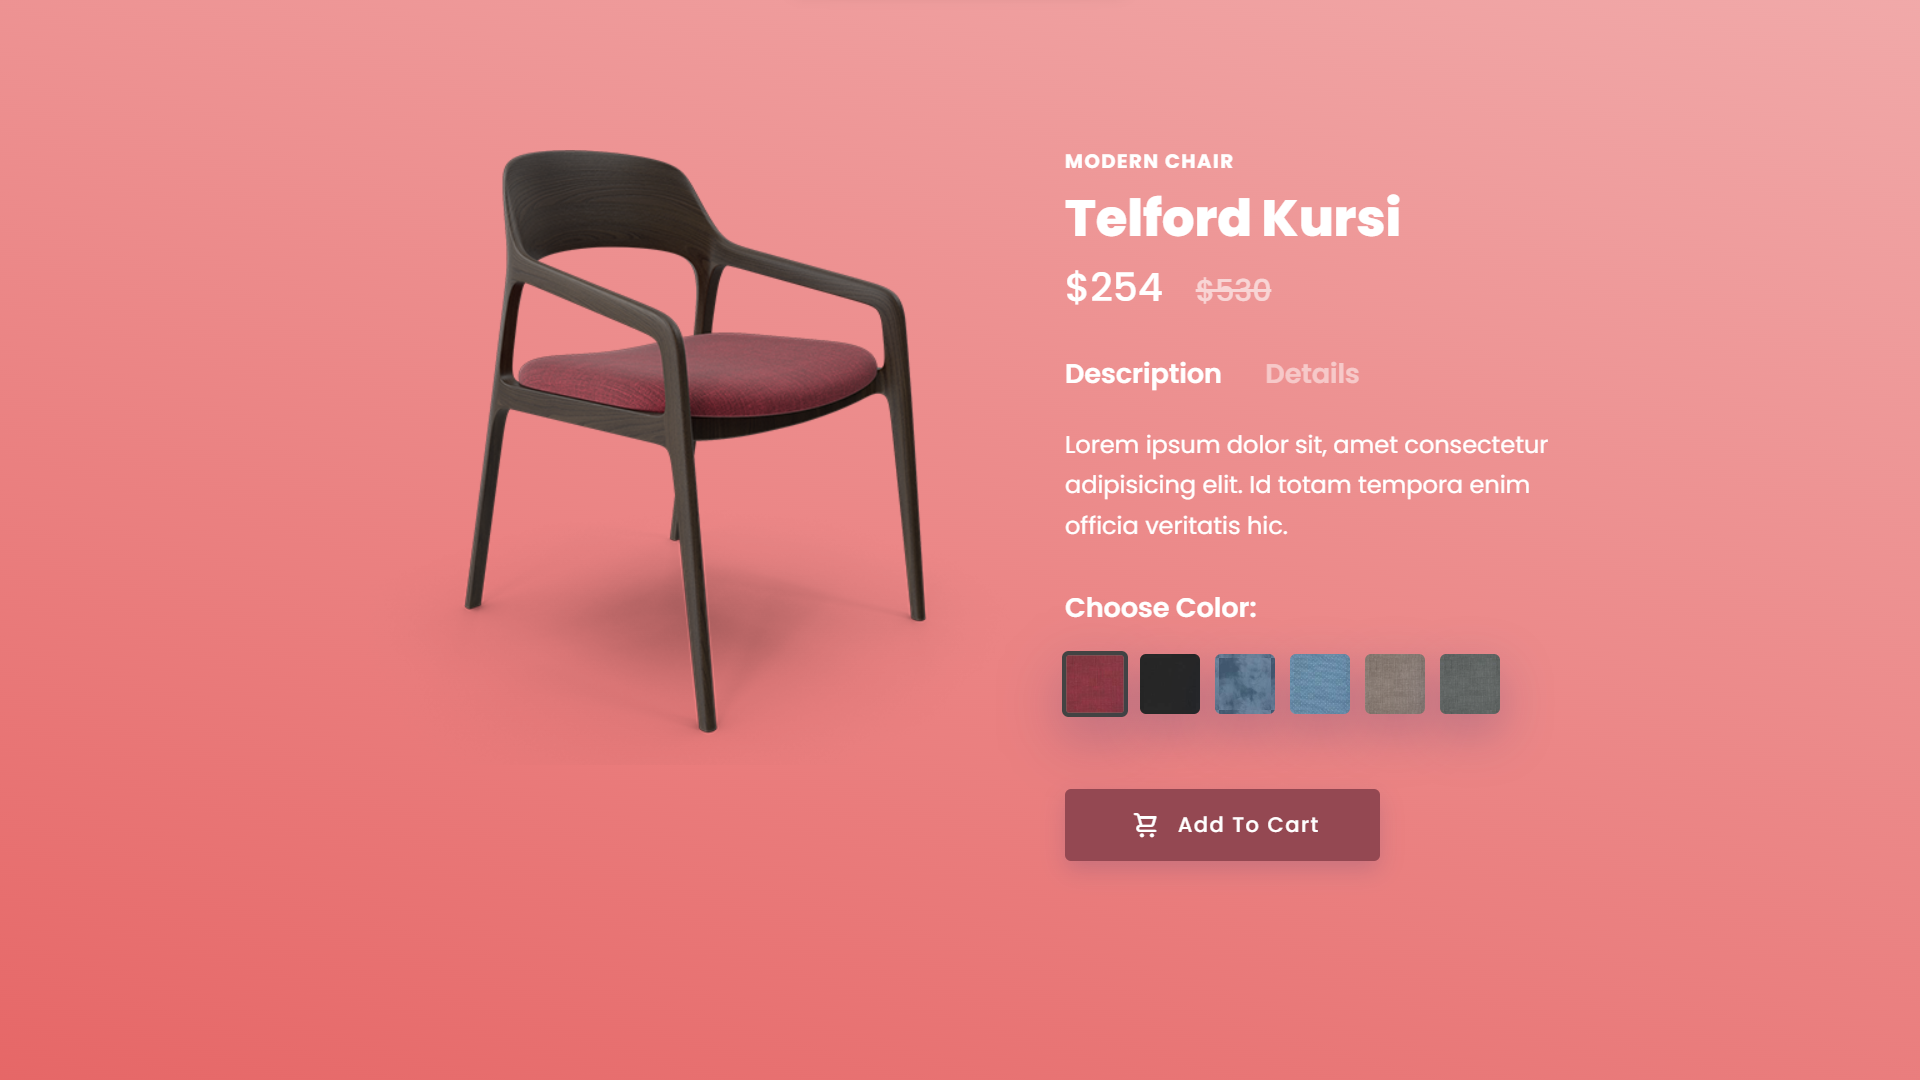 MODERN CHAIR
Telford Kursi
$254 $530
Description Details
Lorem ipsum dolor sit, amet consectetur
adipisicing elit. Id totam tempora enim
officia veritatis hic.
Choose Color:
Add To Cart